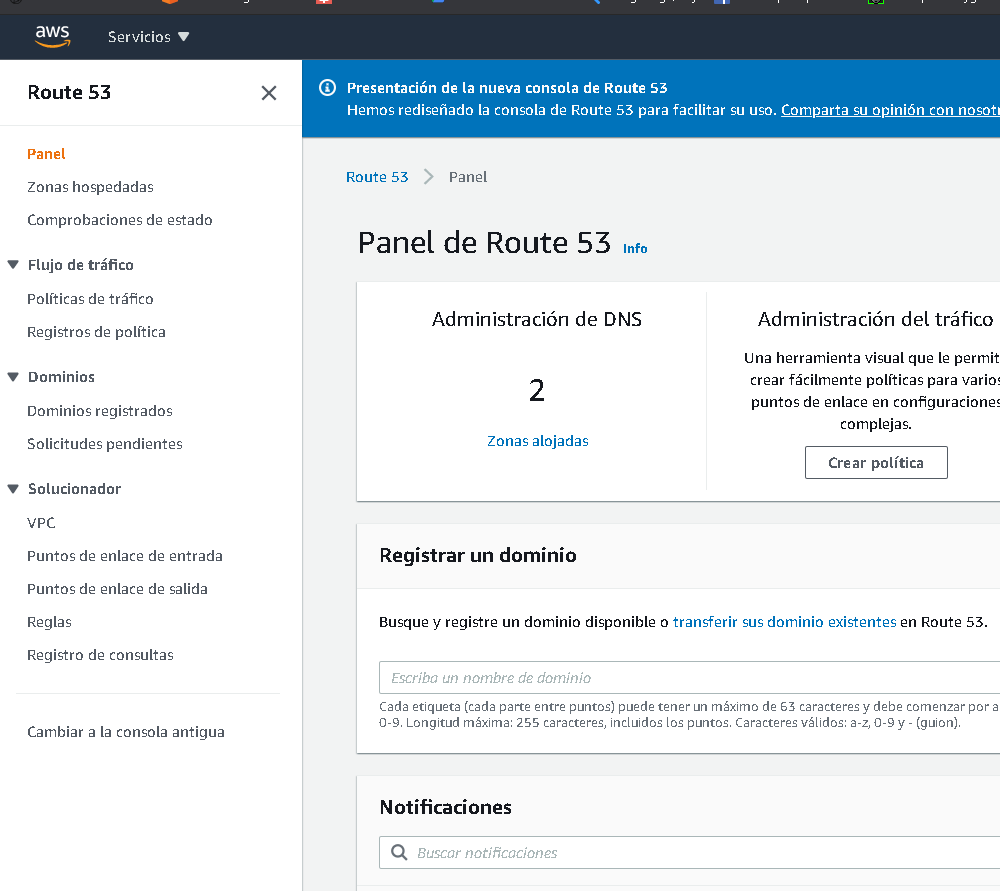 aws
Servicios
Route 53
Panel
Zonas hospedadas
Comprobaciones de estado
Flujo de tráfico
Políticas de tráfico
Registros de política
Dominios
Dominios registrados
Solicitudes pendientes
Solucionador
VPC
Puntos de enlace de entrada
Puntos de enlace de salida
Reglas
Registro de consultas
Cambiar a la consola antigua
Presentación de la nueva consola de Route 53
Hemos rediseñado la consola de Route 53 para facilitar su uso. Comparta su opinión con nosotr
Route 53 > Panel
Panel de Route 53 Info
Administración de DNS
2
Zonas alojadas
Administración del tráfico
Una herramienta visual que le permit
crear fácilmente políticas para varios
puntos de enlace en configuraciones
complejas.
Crear política
Registrar un dominio
Busque y registre un dominio disponible o transferir sus dominio existentes en Route 53.
Escriba un nombre de dominio
Cada etiqueta (cada parte entre puntos) puede tener un máximo de 63 caracteres y debe comenzar por a
0-9. Longitud máxima: 255 caracteres, incluidos los puntos. Caracteres válidos: a-z, 0-9 y - (guion).
Notificaciones
Buscar notificaciones